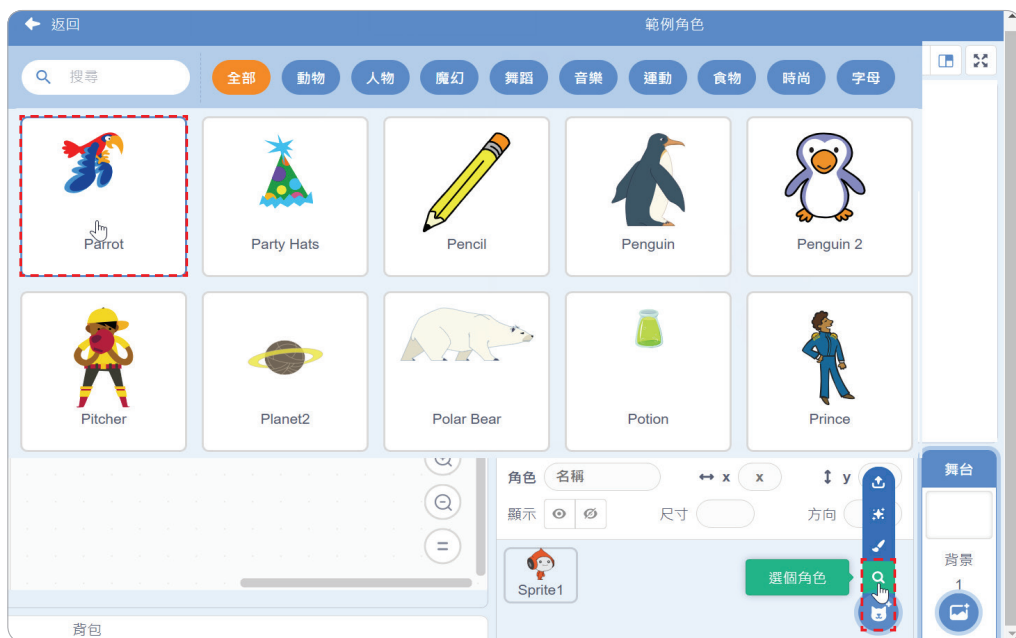 返回 範例角色
搜尋 全部 動物 人物 魔幻 舞蹈 音樂 運動 食物 時尚 字母
Parrot Party Hats Pencil Penguin Penguin 2
Pitcher Planet2 Polar Bear Potion Prince
角色 名稱 x x y
舞台
顯示 尺寸 方向
Sprite1 選個角色
背景
1
背包